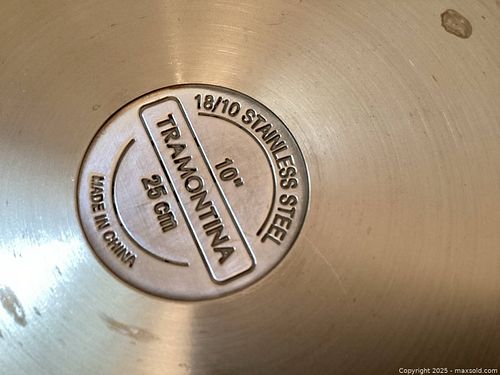 18/10 STAINLESS STEEL
10"
TRAMONTINA
25 cm
MADE IN CHINA
Copyright 2025 - maxsold.com